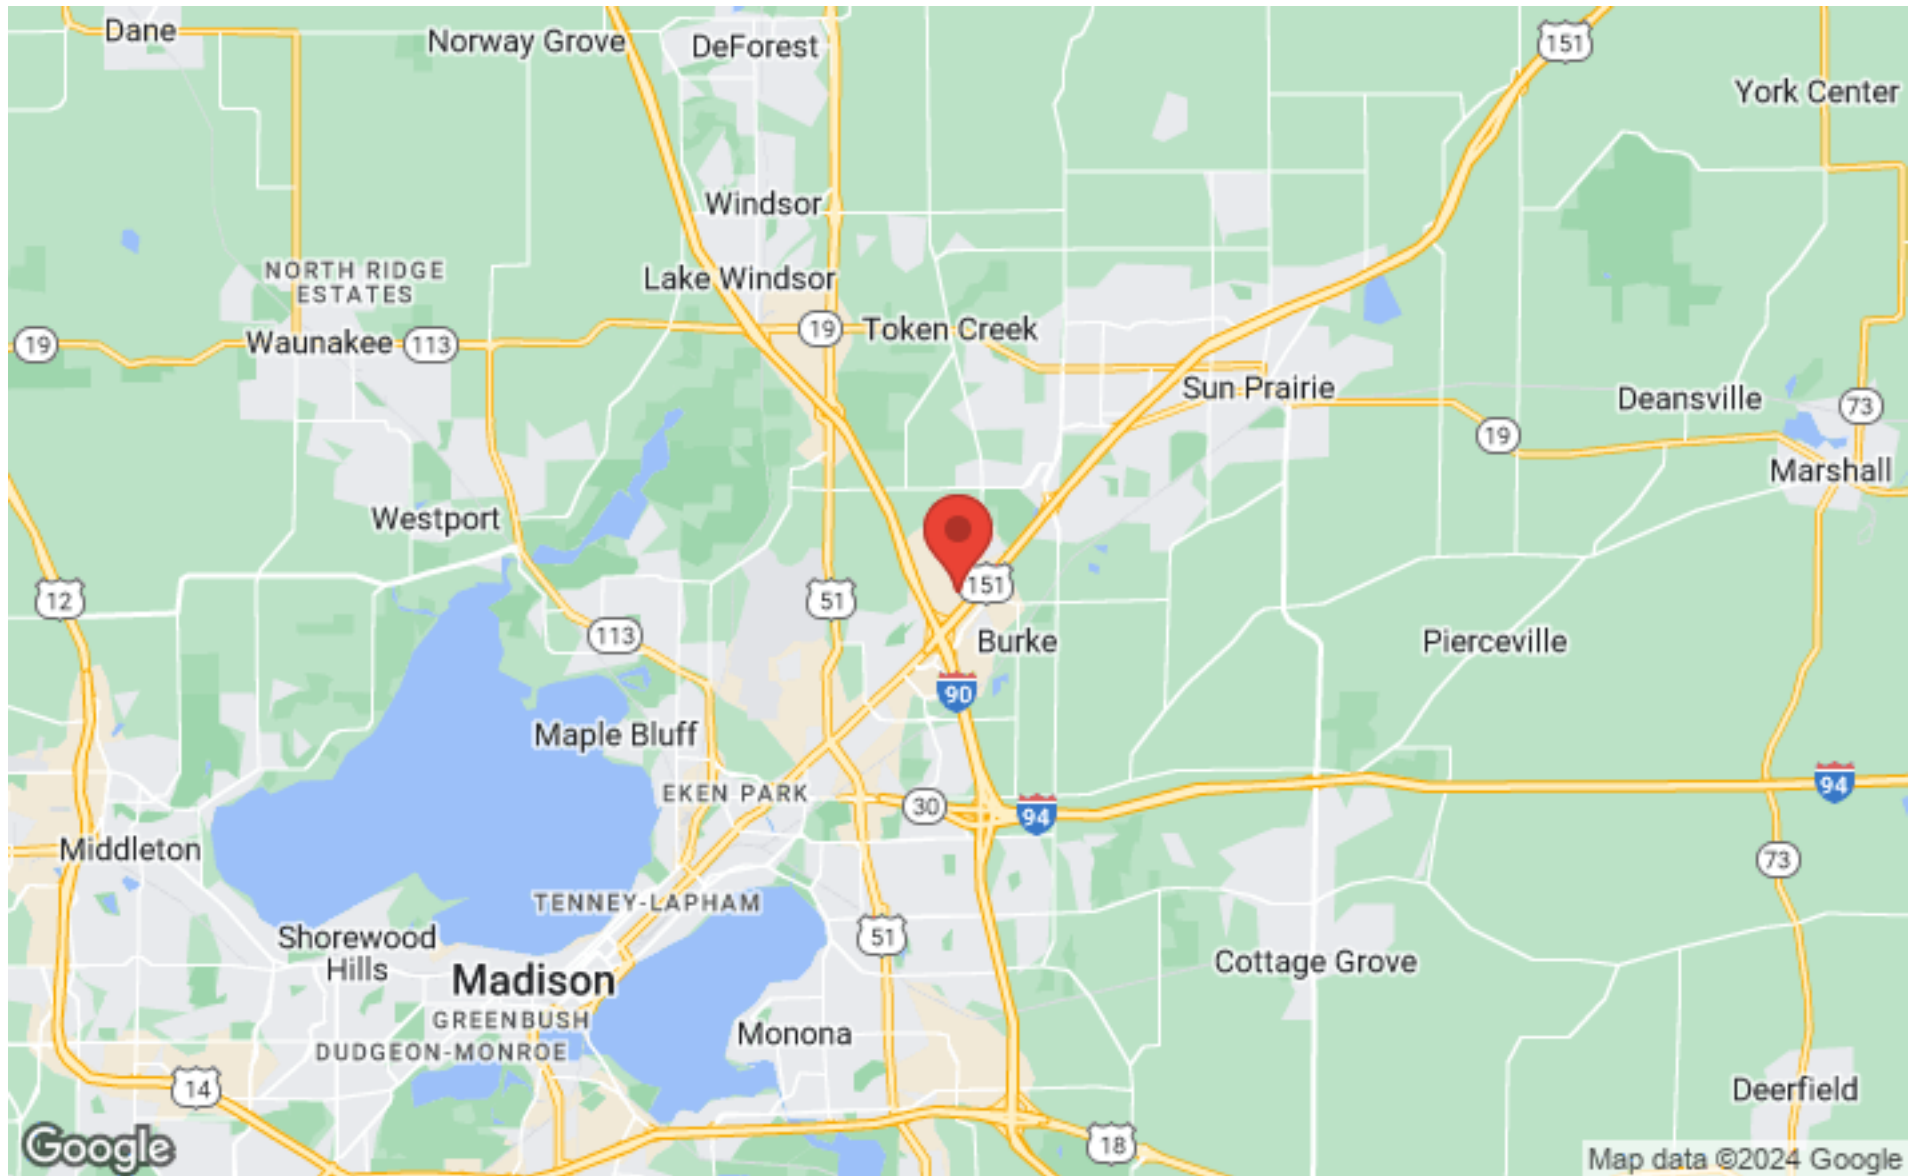 Dane
Norway Grove
DeForest
151
York Center
Windsor
NORTH RIDGE
ESTATES
Lake Windsor
19
Waunakee
113
19
Token Creek
Sun Prairie
Deansville
73
19
Marshall
Westport
12
51
151
113
Burke
Pierceville
90
Maple Bluff
EKEN PARK
30
94
94
Middleton
73
TENNEY-LAPHAM
Shorewood
Hills
51
Madison
Cottage Grove
GREENBUSH
Monona
DUDGEON-MONROE
14
Deerfield
18
Google
Map data ©2024 Google